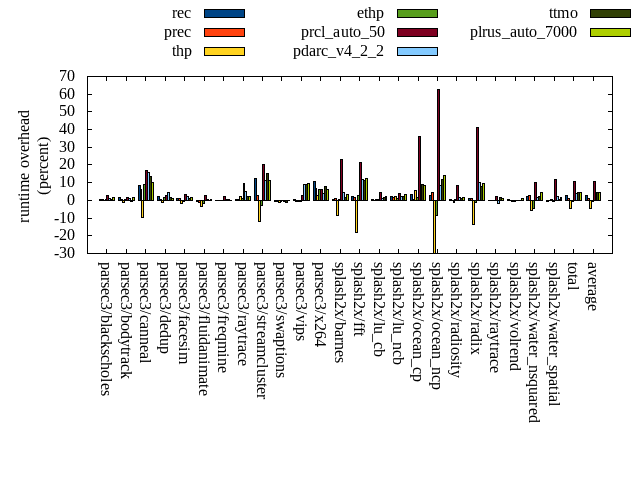 rec ethp ttmo
prec prcl_auto_50 plrus_auto_7000
thp pdarc_v4_2_2
runtime overhead
(percent)
70
60
50
40
30
20
10
0
-10
-20
-30
parsec3/blackscholes
parsec3/bodytrack
parsec3/canneal
parsec3/dedup
parsec3/facesim
parsec3/fluidanimate
parsec3/freqmine
parsec3/raytrace
parsec3/streamcluster
parsec3/swaptions
parsec3/vips
parsec3/x264
splash2x/barnes
splash2x/fft
splash2x/lu_cb
splash2x/lu_ncb
splash2x/ocean_cp
splash2x/ocean_ncp
splash2x/radiosity
splash2x/radix
splash2x/raytrace
splash2x/volrend
splash2x/water_nsquared
splash2x/water_spatial
total
average